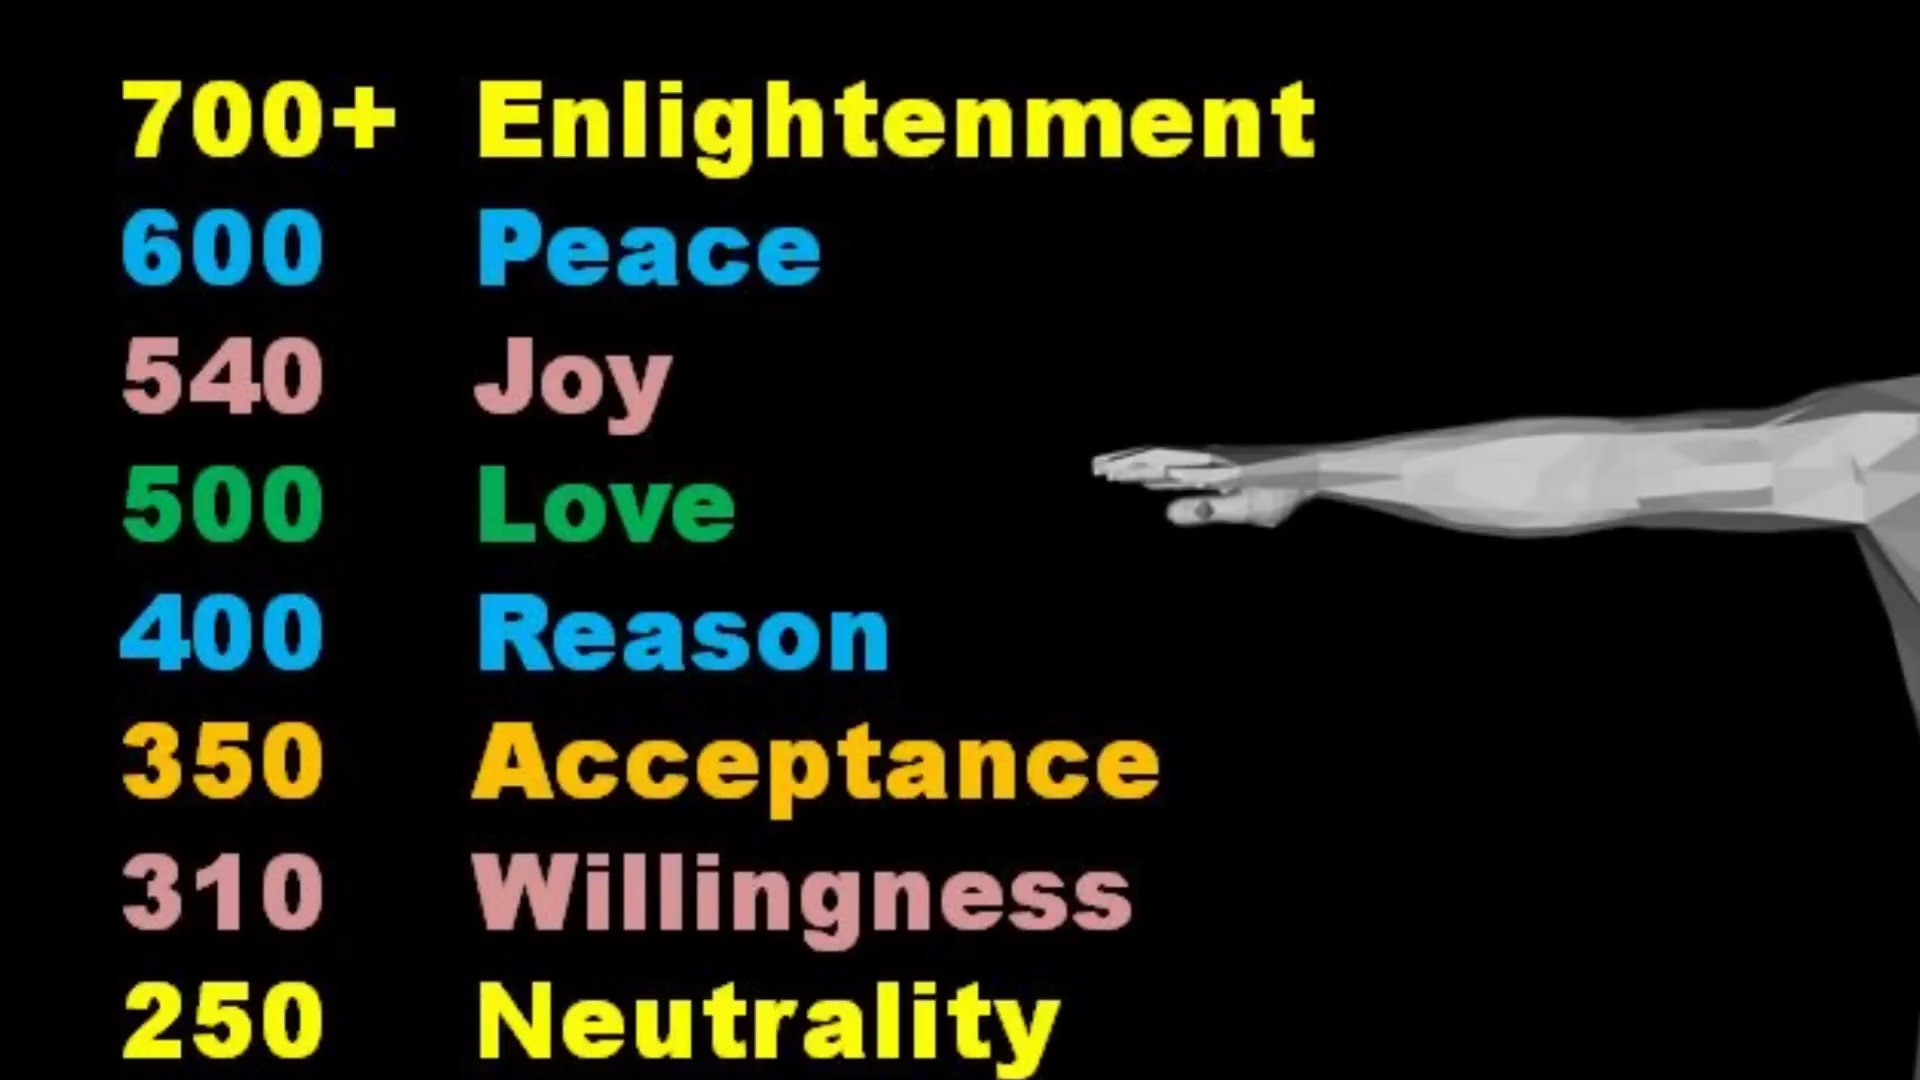 700+ Enlightenment
600 Peace
540 Joy
500 Love
400 Reason
350 Acceptance
310 Willingness
250 Neutrality